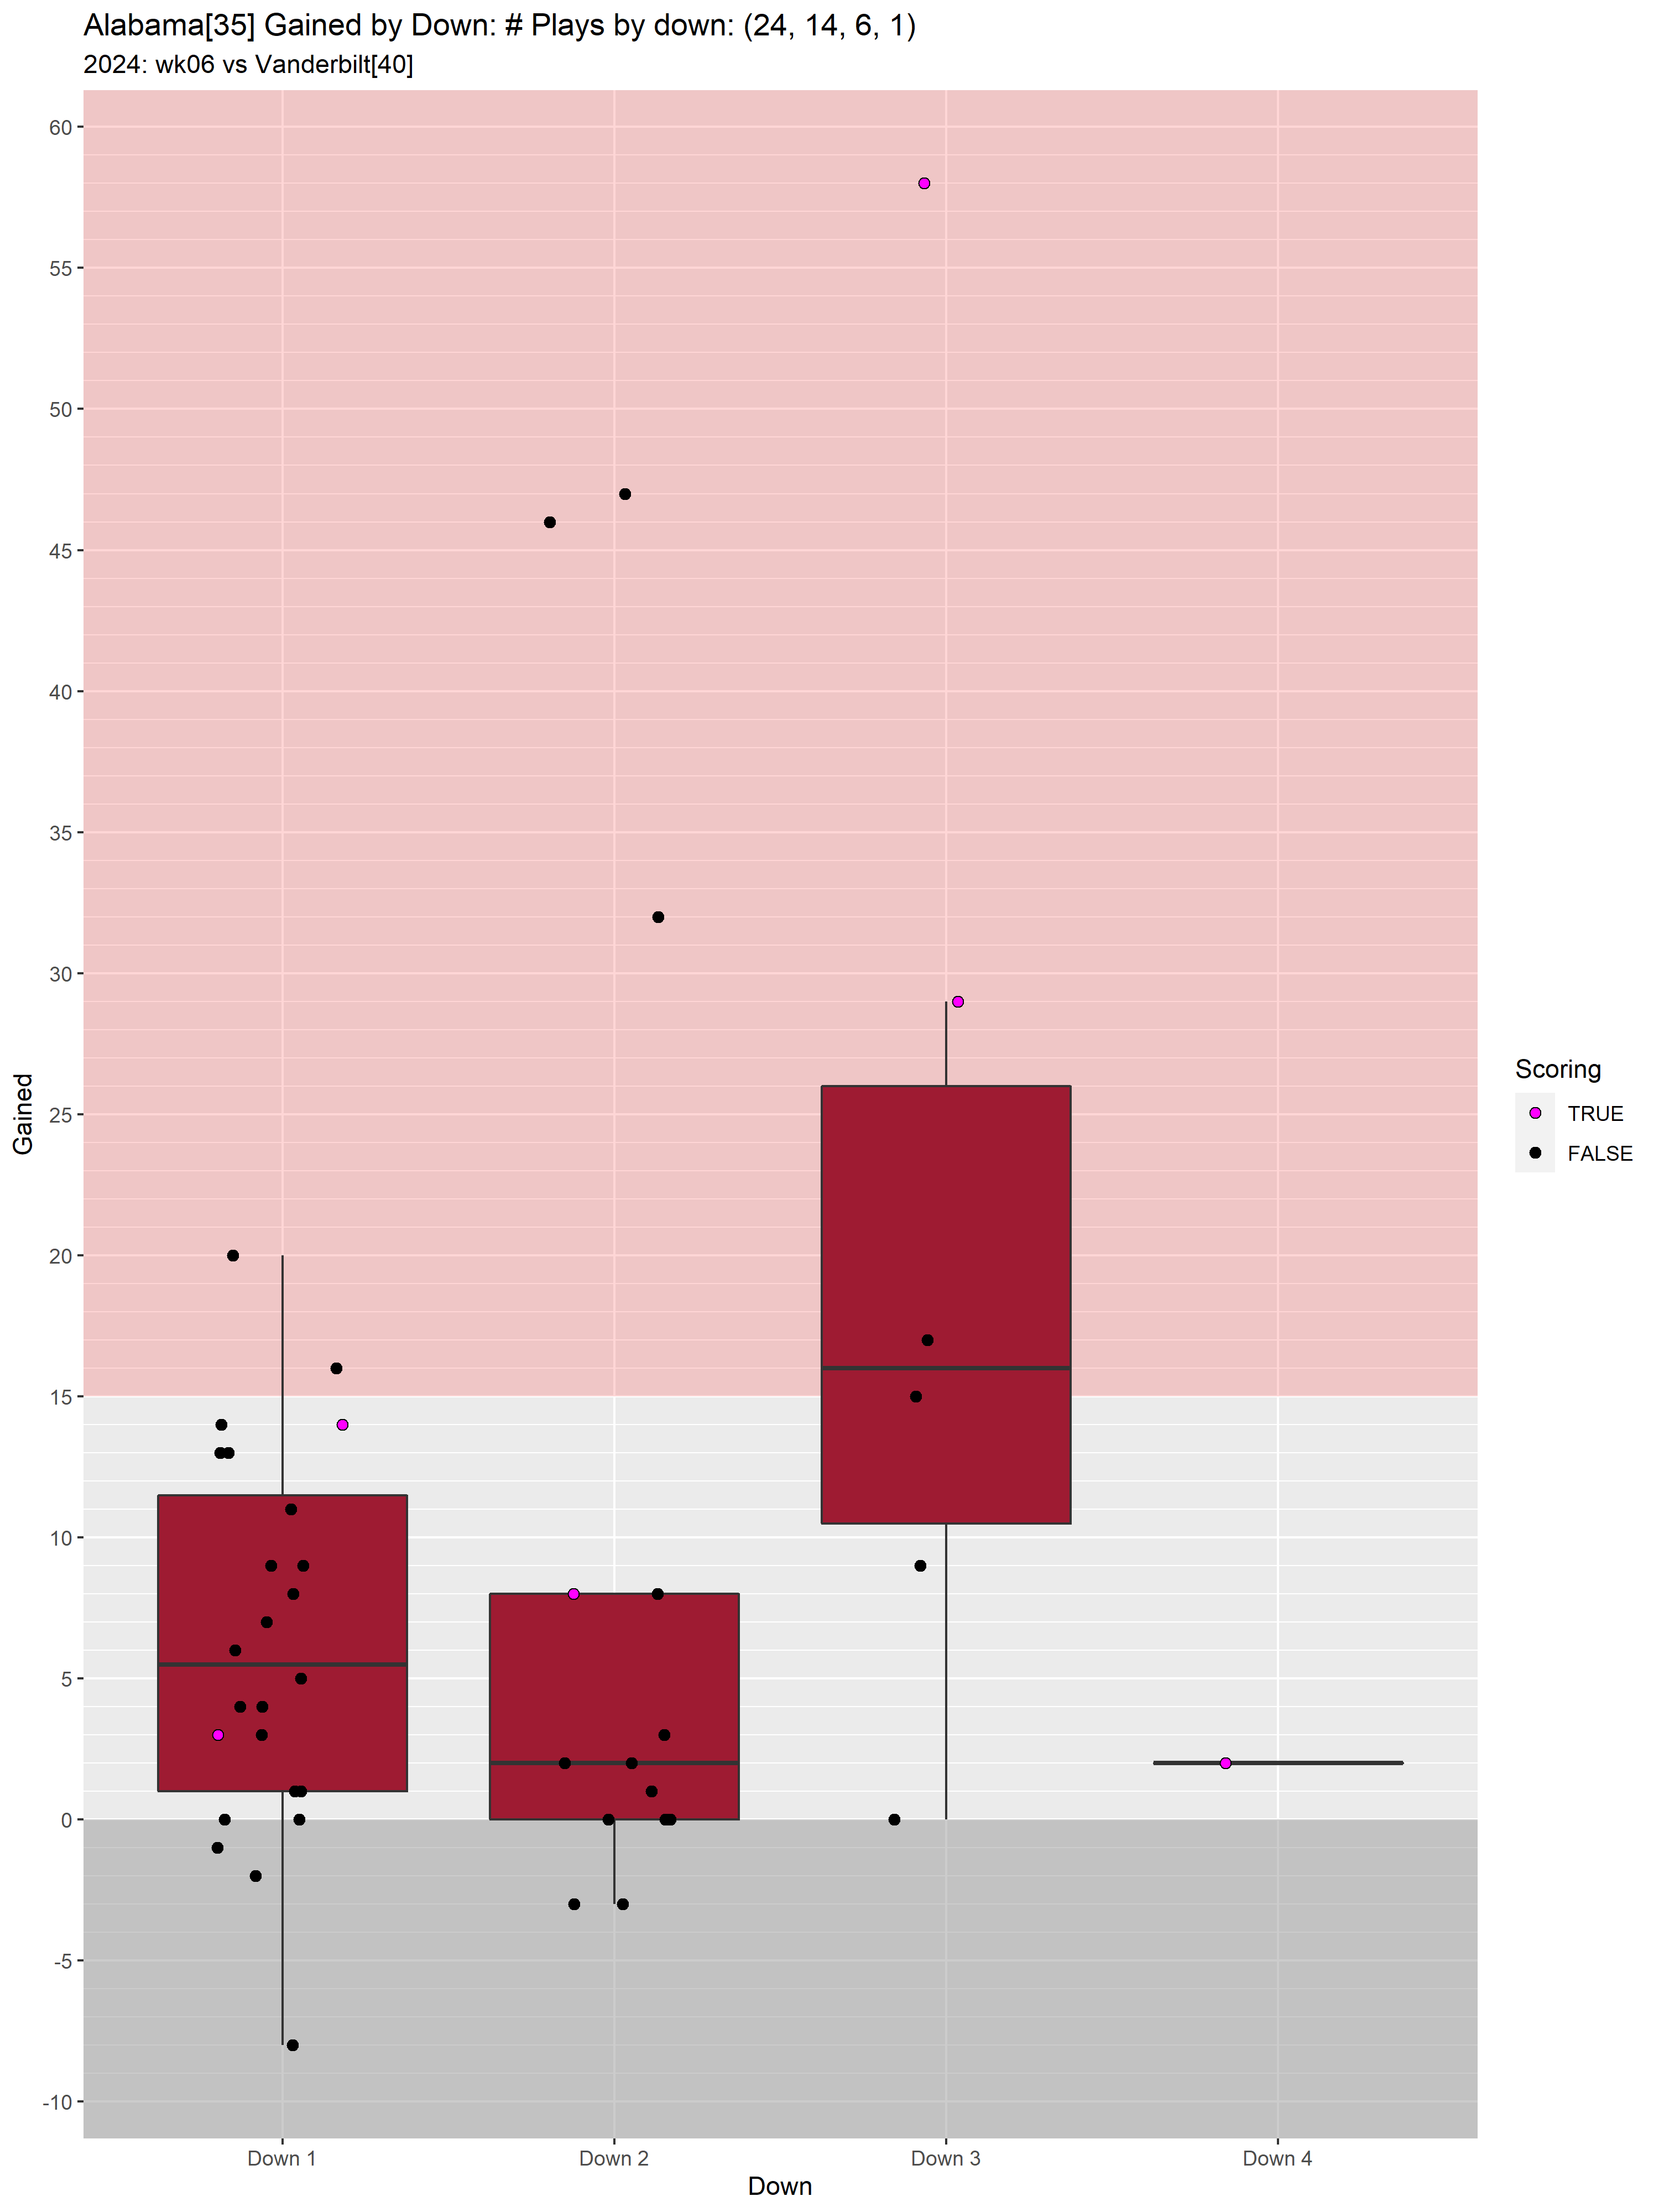 Alabama[35] Gained by Down: # Plays by down: (24, 14, 6, 1)
2024: wk06 vs Vanderbilt[40]
60
55
50
45
40
35
30
25
20
15
10
5
0
-5
-10
Gained
Down 1
Down 2
Down 3
Down 4
Down
Scoring
TRUE
FALSE